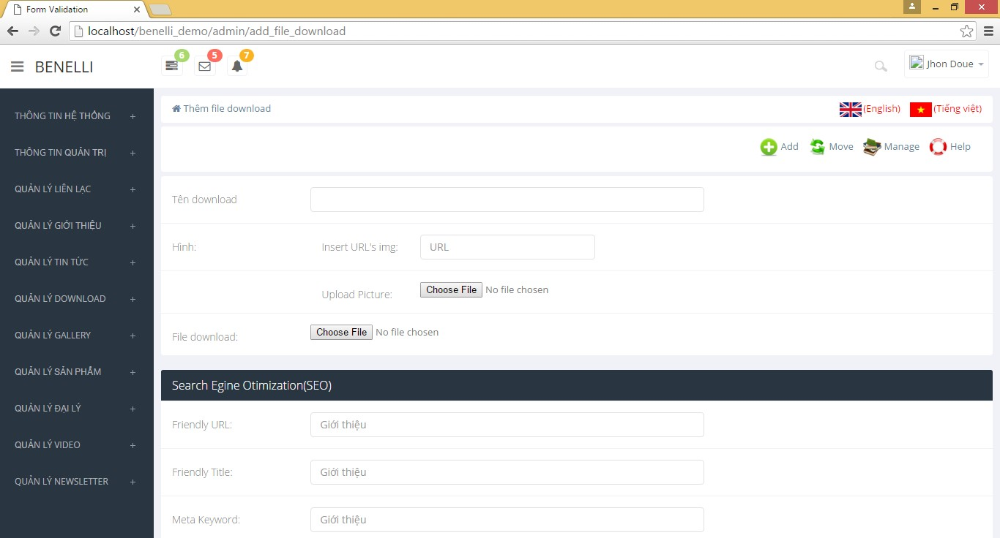 Form Validation
localhost/benelli_demo/admin/add_file_download
BENELLI
6
5
7
Jhon Doue
THÔNG TIN HỆ THỐNG +
THÔNG TIN QUẢN TRỊ +
QUẢN LÝ LIÊN LẠC +
QUẢN LÝ GIỚI THIỆU +
QUẢN LÝ TIN TỨC +
QUẢN LÝ DOWNLOAD +
QUẢN LÝ GALLERY +
QUẢN LÝ SẢN PHẨM +
QUẢN LÝ ĐẠI LÝ +
QUẢN LÝ VIDEO +
QUẢN LÝ NEWSLETTER +
Thêm file download
(English)
(Tiếng việt)
Add
Move
Manage
Help
Tên download
Hình:
Insert URL's img:
URL
Upload Picture:
Choose File No file chosen
File download:
Choose File No file chosen
Search Egine Otimization(SEO)
Friendly URL:
Giới thiệu
Friendly Title:
Giới thiệu
Meta Keyword:
Giới thiệu